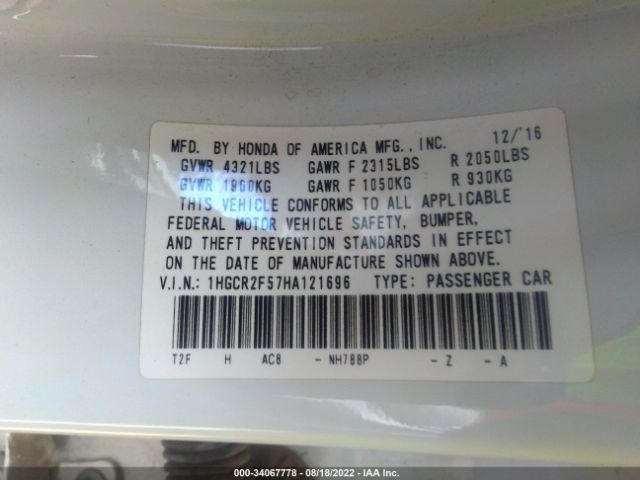 MFD. BY HONDA OF AMERICA MFG., INC. 12/'16
GVWR 4321LBS GAWR F 2315LBS R 2050LBS
GVWR 1960KG GAWR F 1050KG R 930KG
THIS VEHICLE CONFORMS TO ALL APPLICABLE
FEDERAL MOTOR VEHICLE SAFETY, BUMPER,
AND THEFT PREVENTION STANDARDS IN EFFECT
ON THE DATE OF MANUFACTURE SHOWN ABOVE.
V.I.N.: 1HGCR2F57HA121696 TYPE: PASSENGER CAR
T2F H AC8 - NH788P - Z - A
000-34067778 - 08/18/2022 - IAA Inc.